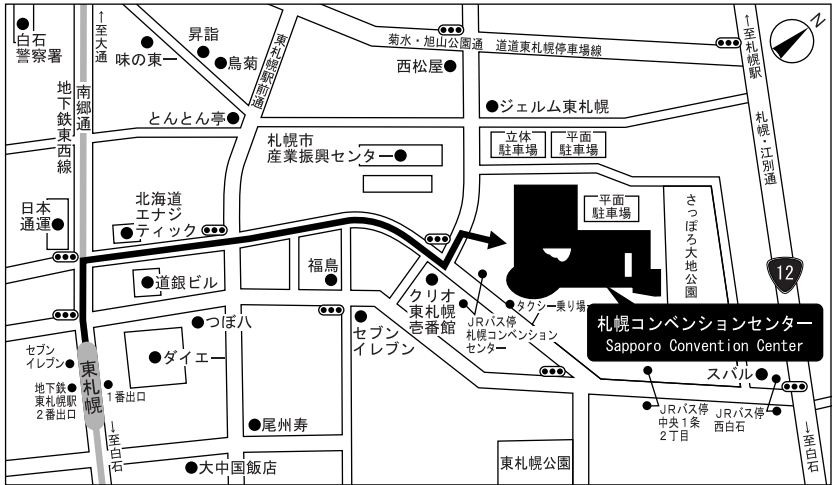 白石
警察署
↑至大通
味の東一
昇詣
鳥菊
東札幌駅前通
菊水・旭山公園通 道道東札幌停車場線
西松屋
↑至札幌駅
N
地下鉄東西線
南郷通
とんとん亭
ジェルム東札幌
札幌市
産業振興センター
立体
駐車場
平面
駐車場
札幌・江別通
日本
通運
北海道
エナジ
ティック
平面
駐車場
さっぽろ大地公園
12
道銀ビル
福鳥
クリオ
東札幌
壱番館
タクシー乗り場
JRバス停
札幌コンベンション
センター
札幌コンベンションセンター
Sapporo Convention Center
つぼ八
セブン
イレブン
セブン
イレブン
東札幌
ダイエー
スバル
地下鉄
東札幌駅
2番出口
1番出口
JRバス停
中央1条
2丁目
JRバス停
西白石
↓至白石
尾州寿
大中国飯店
東札幌公園
↓至白石